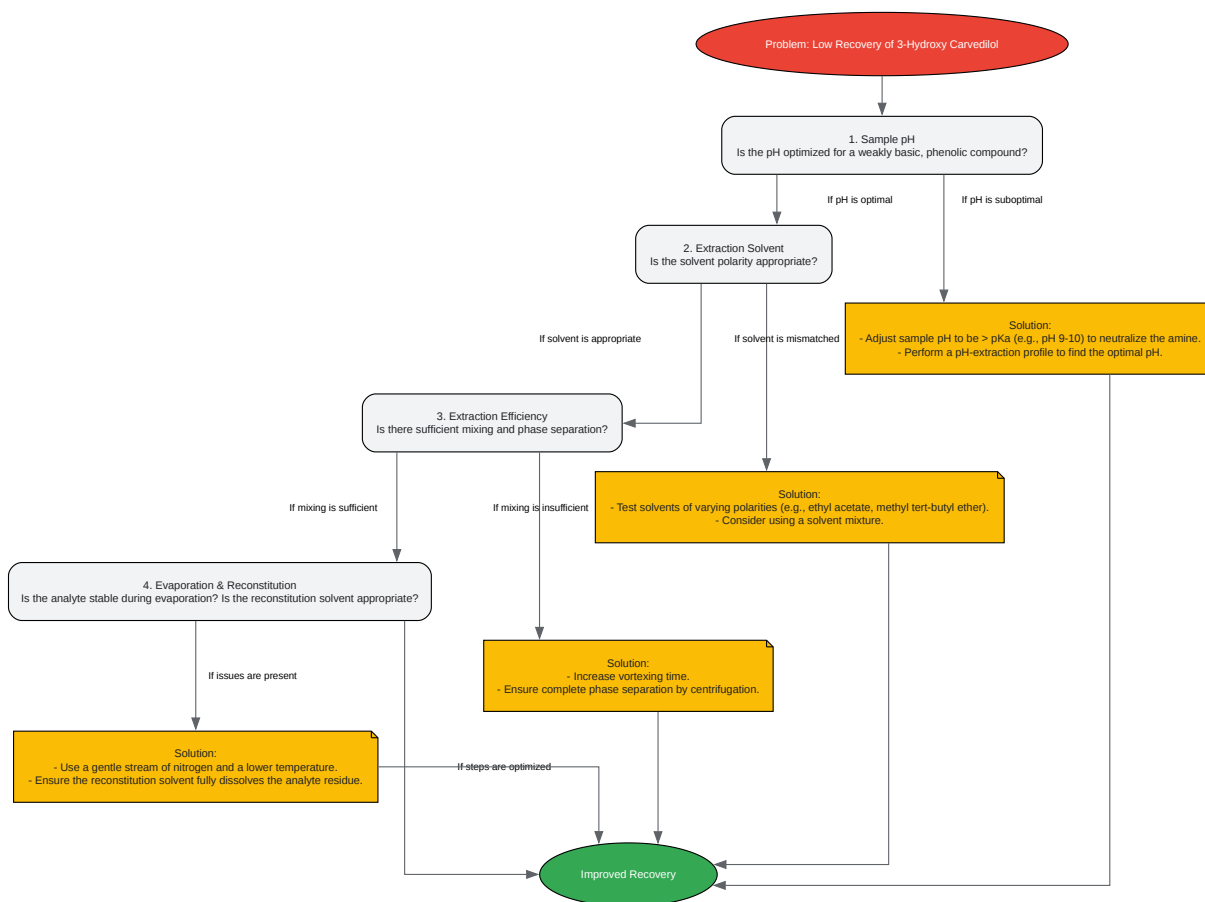 Problem: Low Recovery of 3-Hydroxy Carvedilol
1. Sample pH
Is the pH optimized for a weakly basic, phenolic compound?
If pH is optimal
If pH is suboptimal
2. Extraction Solvent
Is the solvent polarity appropriate?
Solution:
- Adjust sample pH to be > pKa (e.g., pH 9-10) to neutralize the amine.
- Perform a pH-extraction profile to find the optimal pH.
If solvent is appropriate
If solvent is mismatched
3. Extraction Efficiency
Is there sufficient mixing and phase separation?
Solution:
- Test solvents of varying polarities (e.g., ethyl acetate, methyl tert-butyl ether).
- Consider using a solvent mixture.
If mixing is sufficient
If mixing is insufficient
4. Evaporation & Reconstitution
Is the analyte stable during evaporation? Is the reconstitution solvent appropriate?
Solution:
- Increase vortexing time.
- Ensure complete phase separation by centrifugation.
If issues are present
Solution:
- Use a gentle stream of nitrogen and a lower temperature.
- Ensure the reconstitution solvent fully dissolves the analyte residue.
If steps are optimized
Improved Recovery